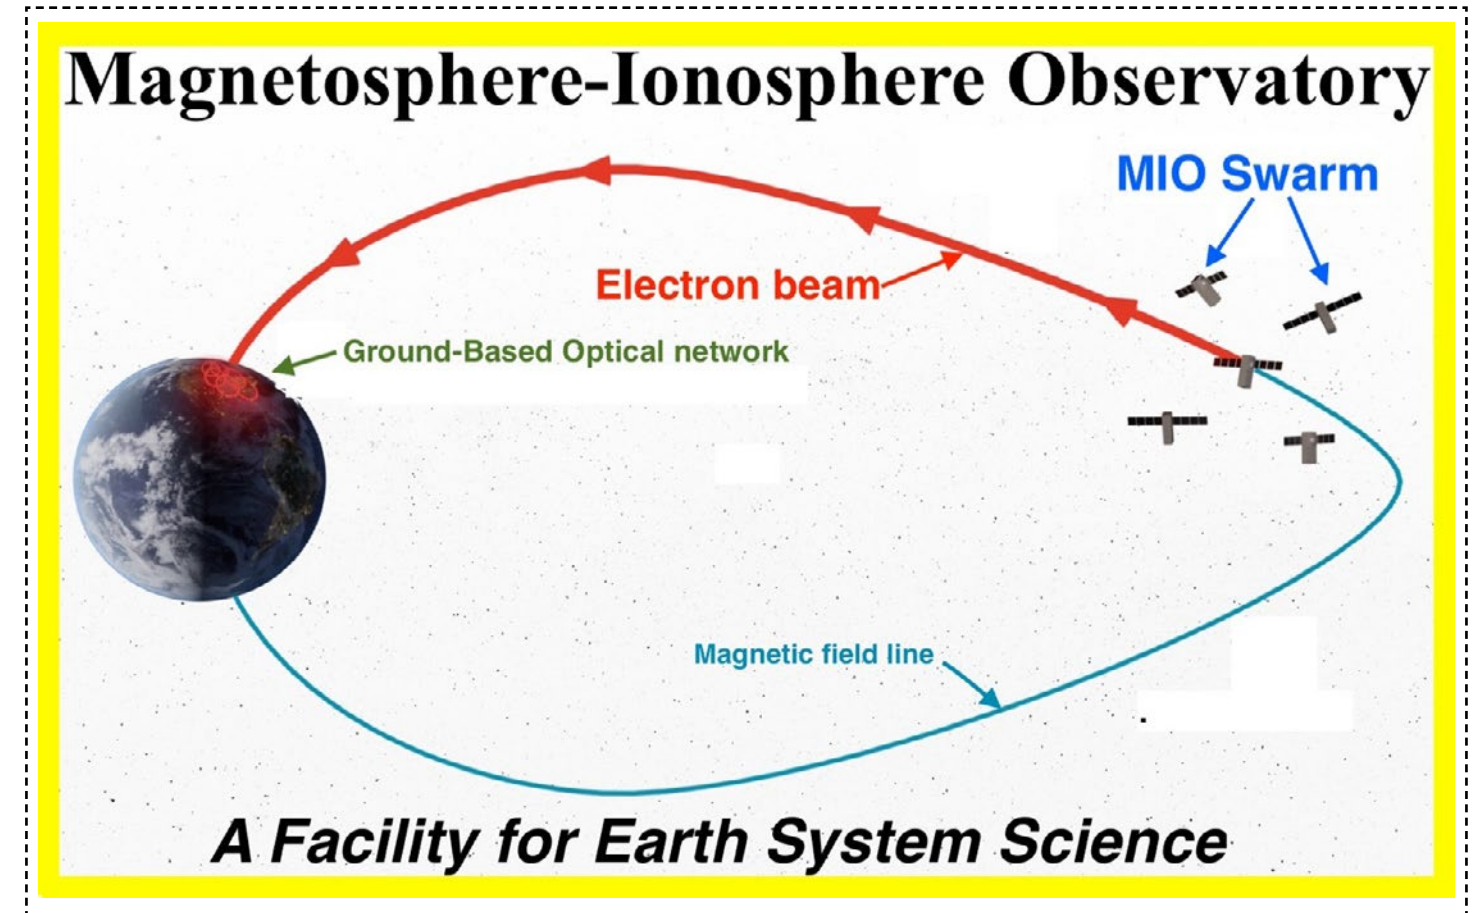 Magnetosphere-Ionosphere Observatory
MIO Swarm
Electron beam
Ground-Based Optical network
Magnetic field line
A Facility for Earth System Science